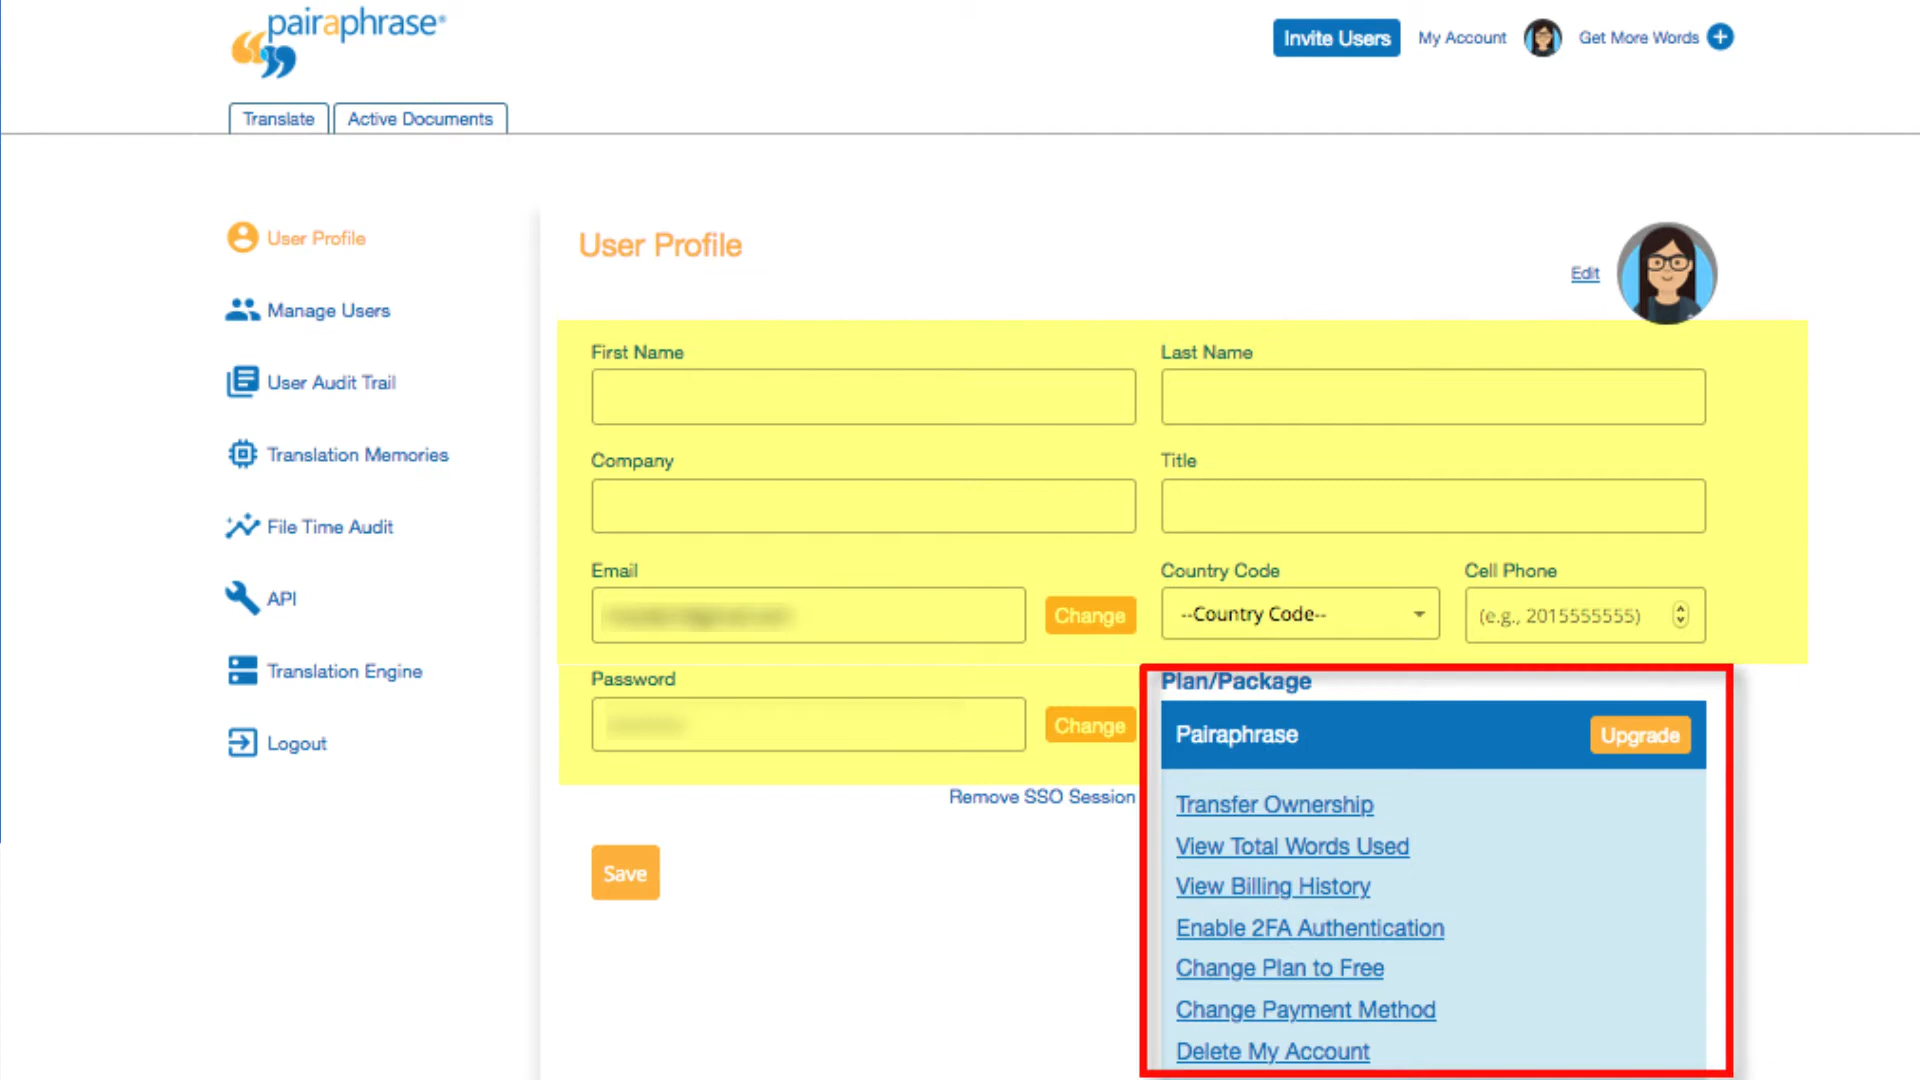 pairaphrase®
Invite Users
My Account
Get More Words
Translate
Active Documents
User Profile
Manage Users
User Audit Trail
Translation Memories
File Time Audit
API
Translation Engine
Logout
User Profile
Edit
First Name
Last Name
Company
Title
Email
Change
Country Code
--Country Code--
Cell Phone
(e.g., 2015555555)
Password
Change
Remove SSO Session
Save
Plan/Package
Pairaphrase
Upgrade
Transfer Ownership
View Total Words Used
View Billing History
Enable 2FA Authentication
Change Plan to Free
Change Payment Method
Delete My Account